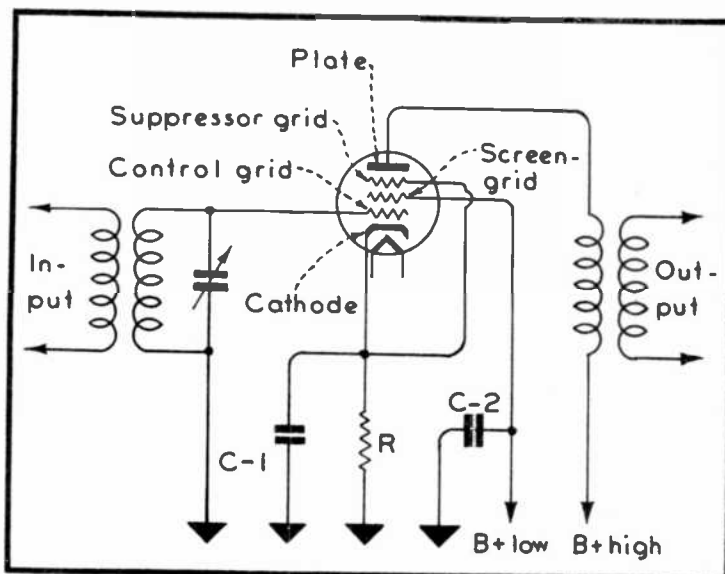 Plate
Suppressor grid
Control grid
Screen-
grid
In-
put
Cathode
Out-
put
C-1
R
C-2
B+low B+high